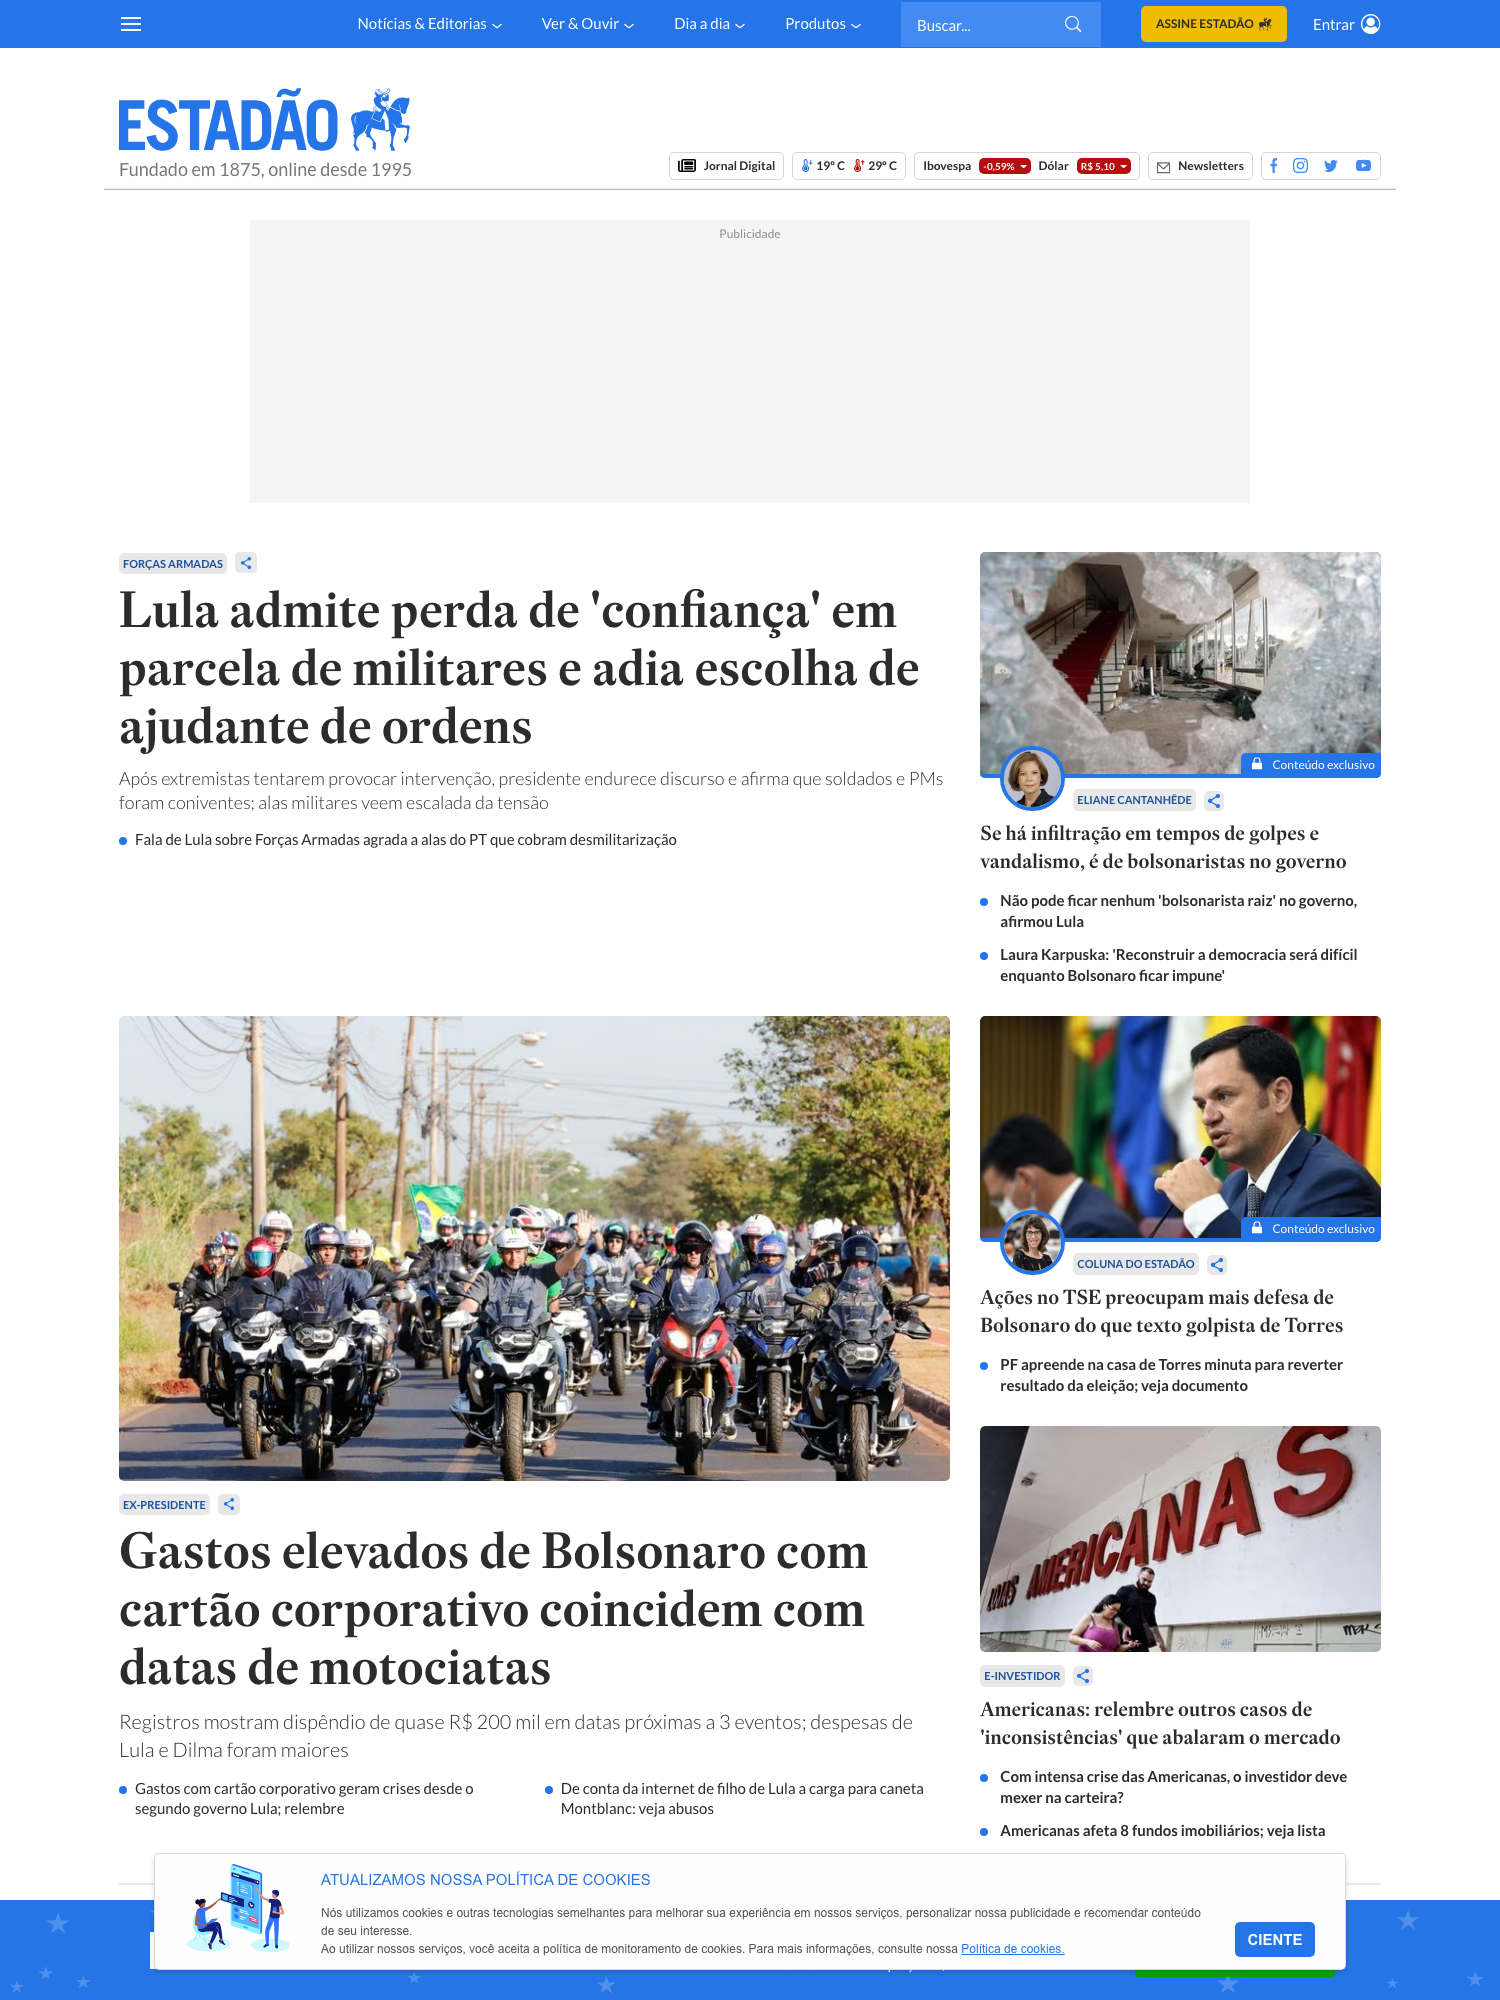 Notícias & Editorias
Ver & Ouvir
Dia a dia
Produtos
Buscar...
ASSINE ESTADÃO
Entrar
ESTADÃO
Fundado em 1875, online desde 1995
Jornal Digital
19º C
29º C
Ibovespa
-0,59%
Dólar
R$ 5,10
Newsletters
Publicidade
FORÇAS ARMADAS
Lula admite perda de 'confiança' em
parcela de militares e adia escolha de
ajudante de ordens
Após extremistas tentarem provocar intervenção, presidente endurece discurso e afirma que soldados e PMs
foram coniventes; alas militares veem escalada da tensão
Fala de Lula sobre Forças Armadas agrada a alas do PT que cobram desmilitarização
Conteúdo exclusivo
ELIANE CANTANHÊDE
Se há infiltração em tempos de golpes e
vandalismo, é de bolsonaristas no governo
Não pode ficar nenhum 'bolsonarista raiz' no governo,
afirmou Lula
Laura Karpuska: 'Reconstruir a democracia será difícil
enquanto Bolsonaro ficar impune'
EX-PRESIDENTE
Gastos elevados de Bolsonaro com
cartão corporativo coincidem com
datas de motociatas
Registros mostram dispêndio de quase R$ 200 mil em datas próximas a 3 eventos; despesas de
Lula e Dilma foram maiores
Gastos com cartão corporativo geram crises desde o
segundo governo Lula; relembre
De conta da internet de filho de Lula a carga para caneta
Montblanc: veja abusos
Conteúdo exclusivo
COLUNA DO ESTADÃO
Ações no TSE preocupam mais defesa de
Bolsonaro do que texto golpista de Torres
PF apreende na casa de Torres minuta para reverter
resultado da eleição; veja documento
AMERICANAS
E-INVESTIDOR
Americanas: relembre outros casos de
'inconsistências' que abalaram o mercado
Com intensa crise das Americanas, o investidor deve
mexer na carteira?
Americanas afeta 8 fundos imobiliários; veja lista
ATUALIZAMOS NOSSA POLÍTICA DE COOKIES
Nós utilizamos cookies e outras tecnologias semelhantes para melhorar sua experiência em nossos serviços, personalizar nossa publicidade e recomendar conteúdo
de seu interesse.
Ao utilizar nossos serviços, você aceita a política de monitoramento de cookies. Para mais informações, consulte nossa Política de cookies.
CIENTE